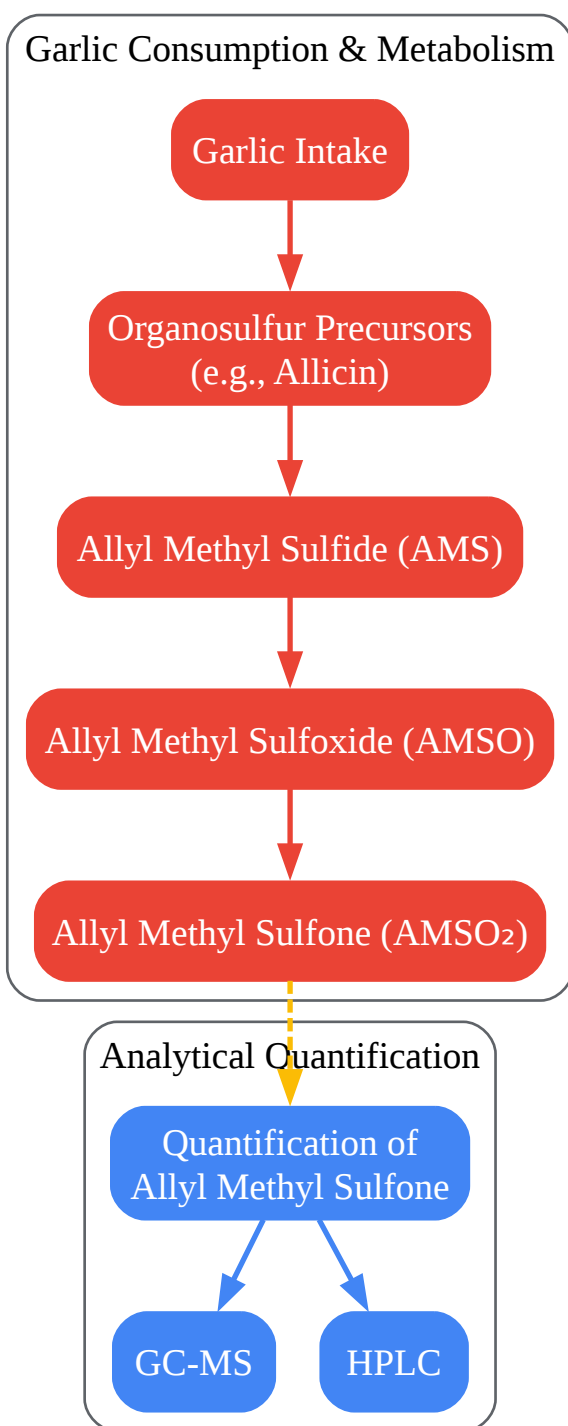 Garlic Consumption & Metabolism
Garlic Intake
Organosulfur Precursors
(e.g., Allicin)
Allyl Methyl Sulfide (AMS)
Allyl Methyl Sulfoxide (AMSO)
Allyl Methyl Sulfone (AMSO₂)
Analytical Quantification
Quantification of
Allyl Methyl Sulfone
GC-MS
HPLC